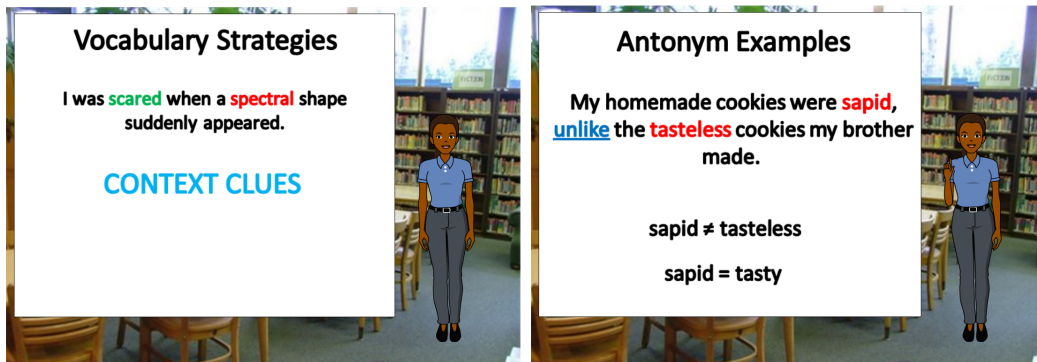 Vocabulary Strategies
I was scared when a spectral shape
suddenly appeared.
CONTEXT CLUES
FICTION
Antonym Examples
My homemade cookies were sapid,
unlike the tasteless cookies my brother
made.
sapid ≠ tasteless
sapid = tasty
FICTION